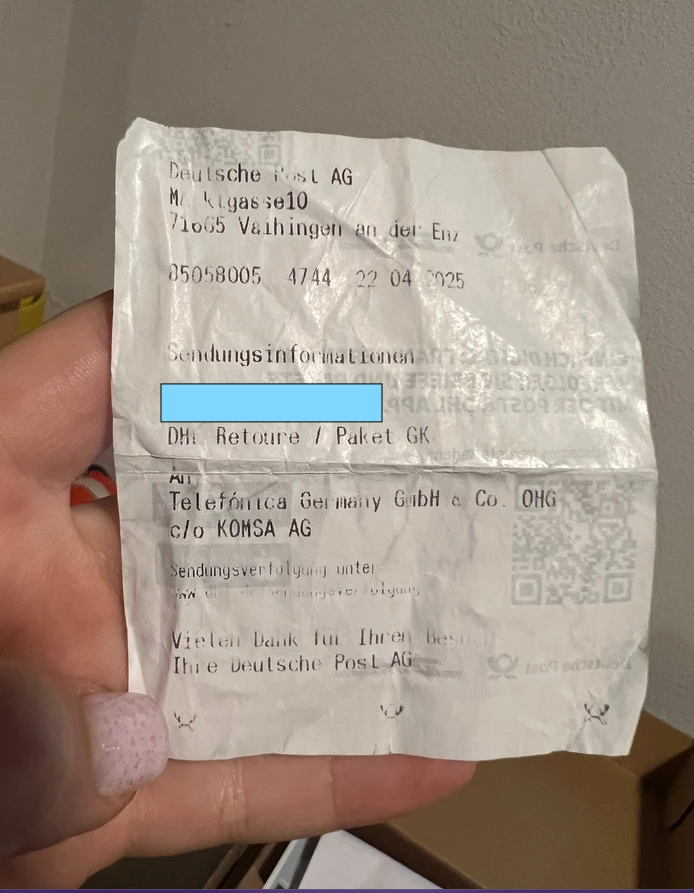 Deutsche Post AG
Marktgasse10
71665 Vaihingen an der Enz
85058005 4744 22 04 2025
Sendungsinformationen
DHL Retoure / Paket GK
An
Telefónica Germany GmbH & Co. OHG
c/o KOMSA AG
Sendungsverfolgung unter
Vielen Dank für Ihren Besuch
Ihre Deutsche Post AG